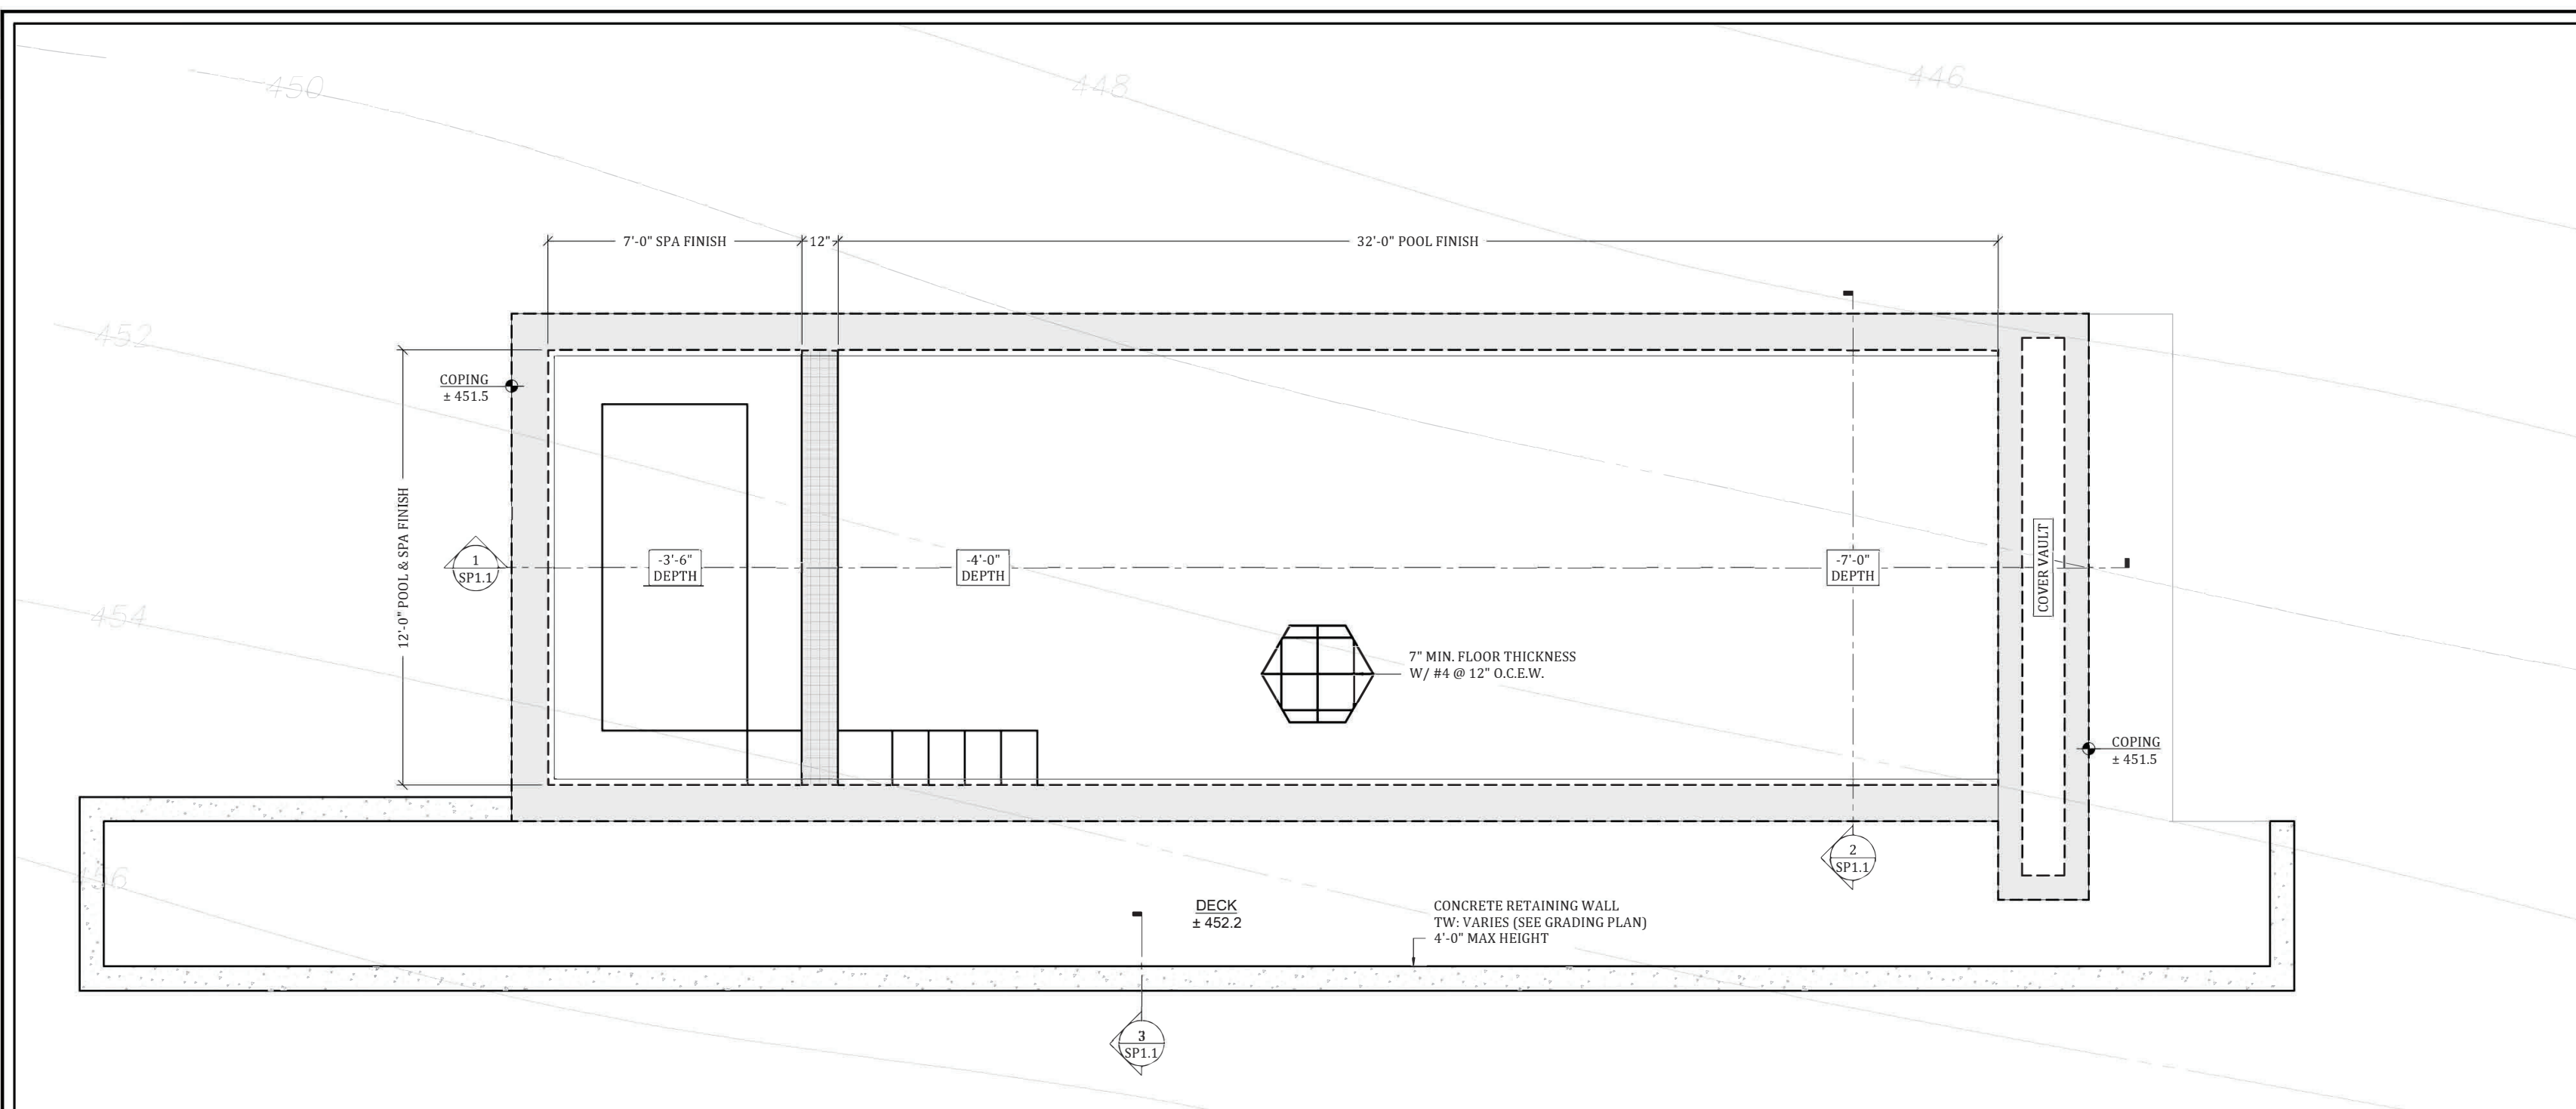 450
448
446
7'-0" SPA FINISH
12"
32'-0" POOL FINISH
452
COPING
± 451.5
12'-0" POOL & SPA FINISH
1
SP1.1
-3'-6"
DEPTH
-4'-0"
DEPTH
-7'-0"
DEPTH
COVER VAULT
454
7" MIN. FLOOR THICKNESS
W/ #4 @ 12" O.C.E.W.
COPING
± 451.5
2
SP1.1
456
DECK
± 452.2
CONCRETE RETAINING WALL
TW: VARIES (SEE GRADING PLAN)
4'-0" MAX HEIGHT
3
SP1.1